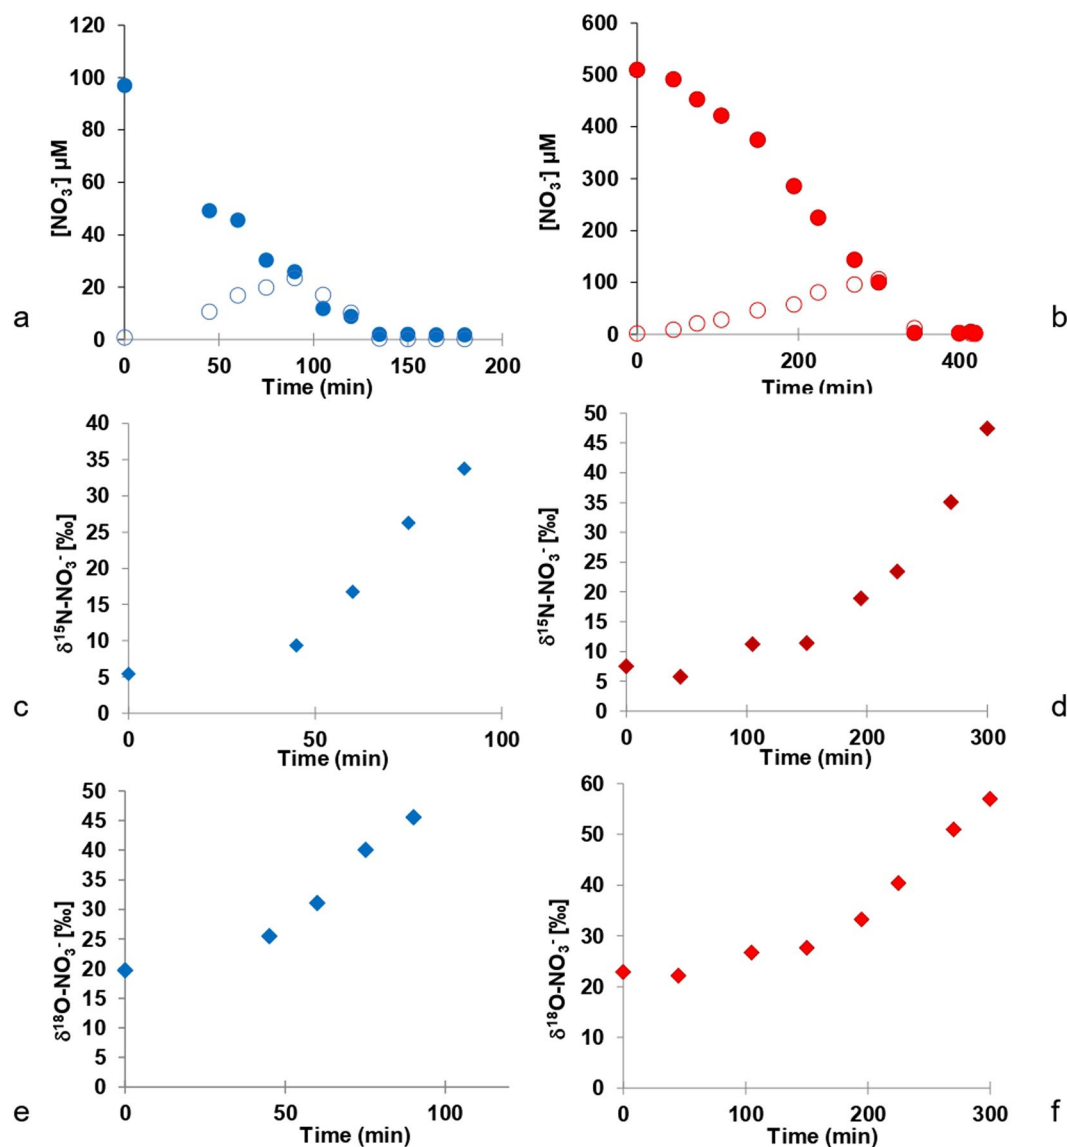 120
100
80
60
40
20
0
[NO₃⁻] µM
0 50 100 150 200
Time (min)
a
600
500
400
300
200
100
0
[NO₃⁻] µM
0 200 400
Time (min)
b
40
35
30
25
20
15
10
5
0
δ¹⁵N-NO₃⁻ [‰]
0 50 100
Time (min)
c
50
45
40
35
30
25
20
15
10
5
0
δ¹⁵N-NO₃⁻ [‰]
0 100 200 300
Time (min)
d
50
45
40
35
30
25
20
15
10
5
0
δ¹⁸O-NO₃⁻ [‰]
0 50 100
Time (min)
e
60
50
40
30
20
10
0
δ¹⁸O-NO₃⁻ [‰]
0 100 200 300
Time (min)
f